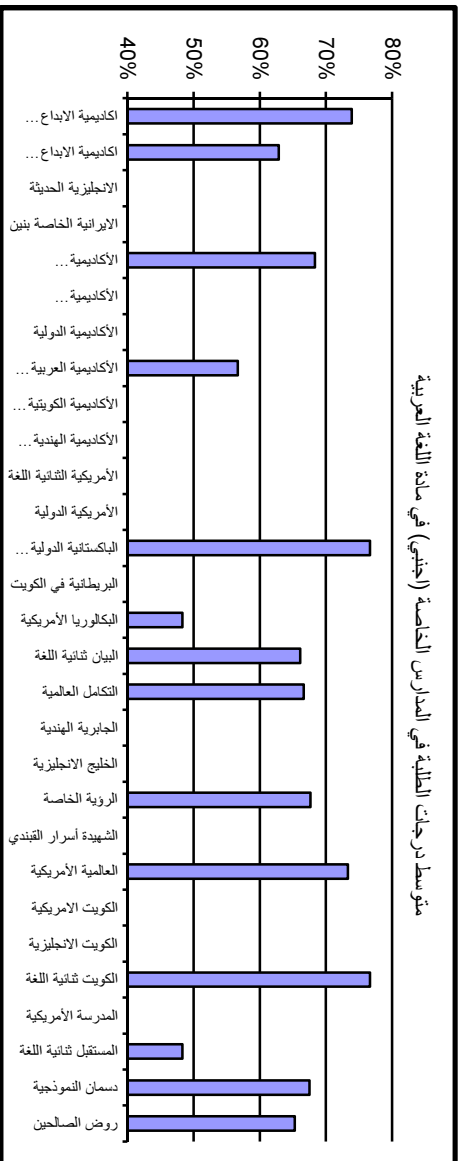 متوسط درجات الطلبة في المدارس الخاصة (اجنبي) في مادة اللغة العربية
80%
70%
60%
50%
40%
اكاديمية الابداع...
اكاديمية الابداع...
الانجليزية الحديثة
الايرانية الخاصة بنين
الأكاديمية...
الأكاديمية...
الأكاديمية الدولية
الأكاديمية العربية...
الأكاديمية الكويتية...
الأكاديمية الهندية...
الأمريكية الثنائية اللغة
الأمريكية الدولية
الباكستانية الدولية...
البريطانية في الكويت
البكالوريا الأمريكية
البيان ثنائية اللغة
التكامل العالمية
الجابرية الهندية
الخليج الانجليزية
الرؤية الخاصة
الشهيدة أسرار القبندي
العالمية الأمريكية
الكويت الامريكية
الكويت الانجليزية
الكويت ثنائية اللغة
المدرسة الأمريكية
المستقبل ثنائية اللغة
دسمان النموذجية
روض الصالحين